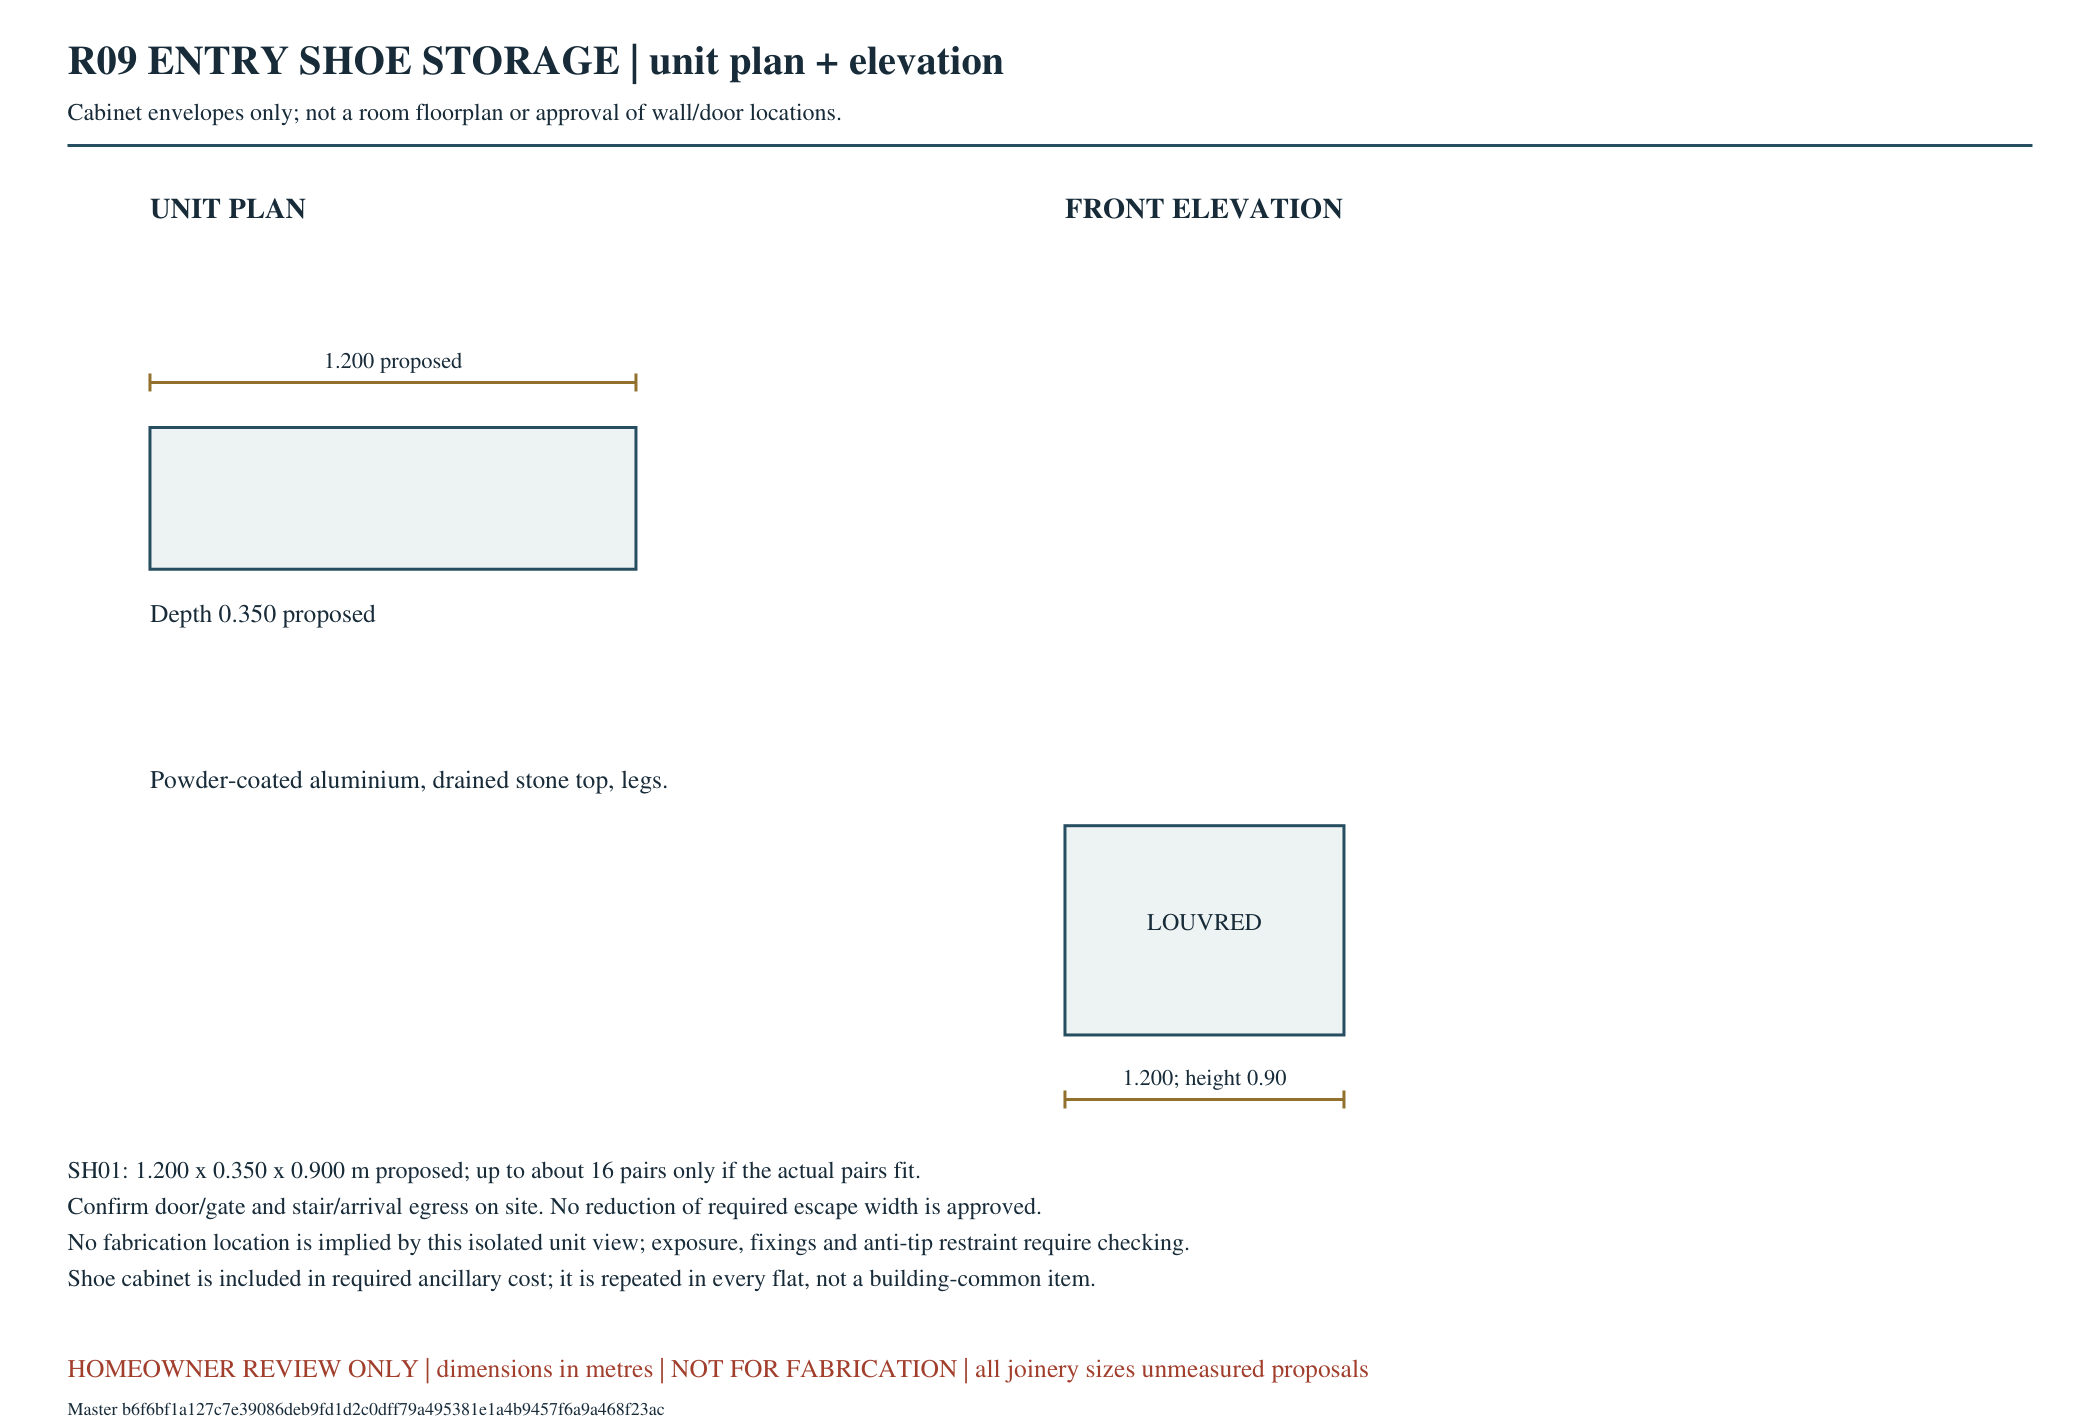 R09 ENTRY SHOE STORAGE | unit plan + elevation
Cabinet envelopes only; not a room floorplan or approval of wall/door locations.
UNIT PLAN
FRONT ELEVATION
1.200 proposed
Depth 0.350 proposed
Powder-coated aluminium, drained stone top, legs.
LOUVRED
1.200; height 0.90
SH01: 1.200 x 0.350 x 0.900 m proposed; up to about 16 pairs only if the actual pairs fit.
Confirm door/gate and stair/arrival egress on site. No reduction of required escape width is approved.
No fabrication location is implied by this isolated unit view; exposure, fixings and anti-tip restraint require checking.
Shoe cabinet is included in required ancillary cost; it is repeated in every flat, not a building-common item.
HOMEOWNER REVIEW ONLY | dimensions in metres | NOT FOR FABRICATION | all joinery sizes unmeasured proposals
Master b6f6bf1a127c7e39086deb9fd1d2c0dff79a495381e1a4b9457f6a9a468f23ac